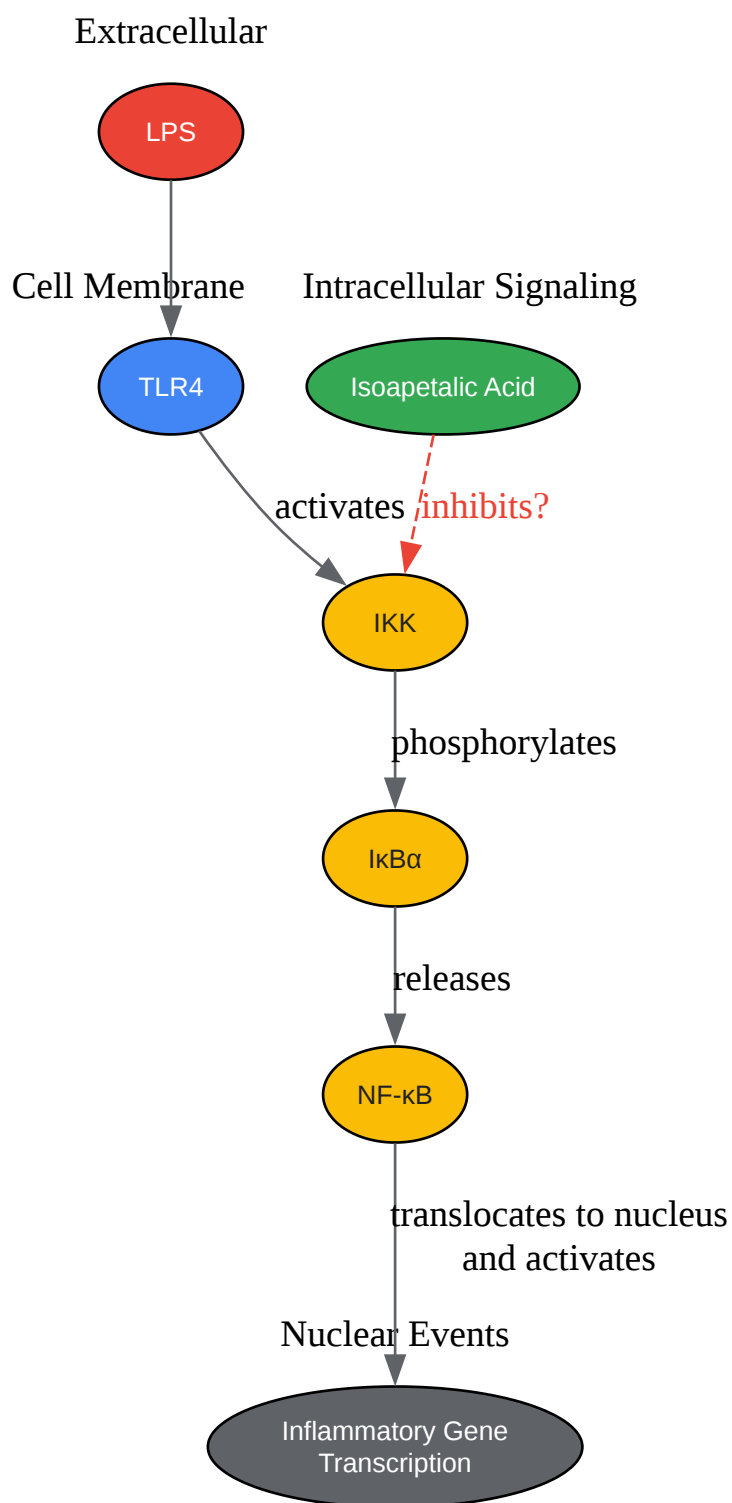 Extracellular
LPS
Cell Membrane
Intracellular Signaling
TLR4
Isoapetalic Acid
activates
inhibits?
IKK
phosphorylates
IκBα
releases
NF-κB
translocates to nucleus
and activates
Nuclear Events
Inflammatory Gene
Transcription